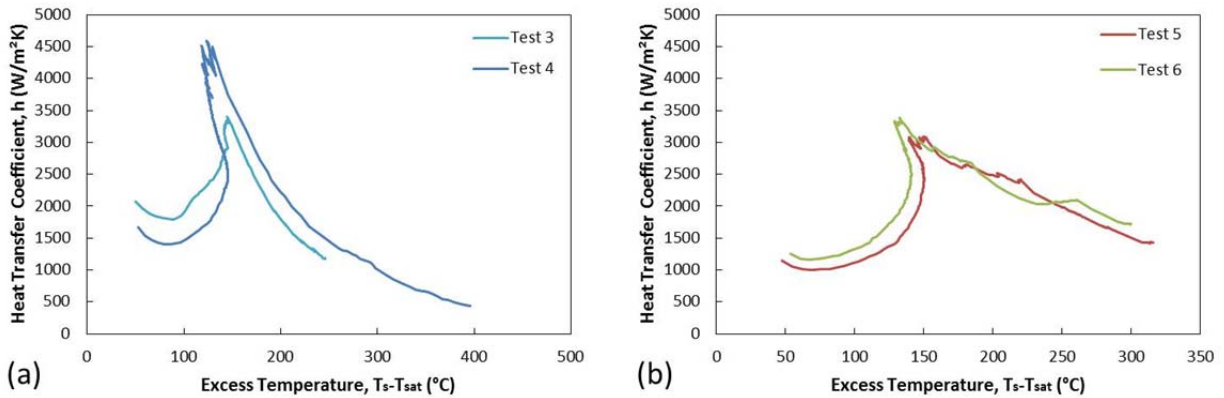 5000
4500
4000
3500
3000
2500
2000
1500
1000
500
0
Heat Transfer Coefficient, h (W/m²K)
Test 3
Test 4
0 100 200 300 400 500
Excess Temperature, Ts-Tsat (°C)
(a)
5000
4500
4000
3500
3000
2500
2000
1500
1000
500
0
Heat Transfer Coefficient, h (W/m²K)
Test 5
Test 6
0 50 100 150 200 250 300 350
Excess Temperature, Ts-Tsat (°C)
(b)